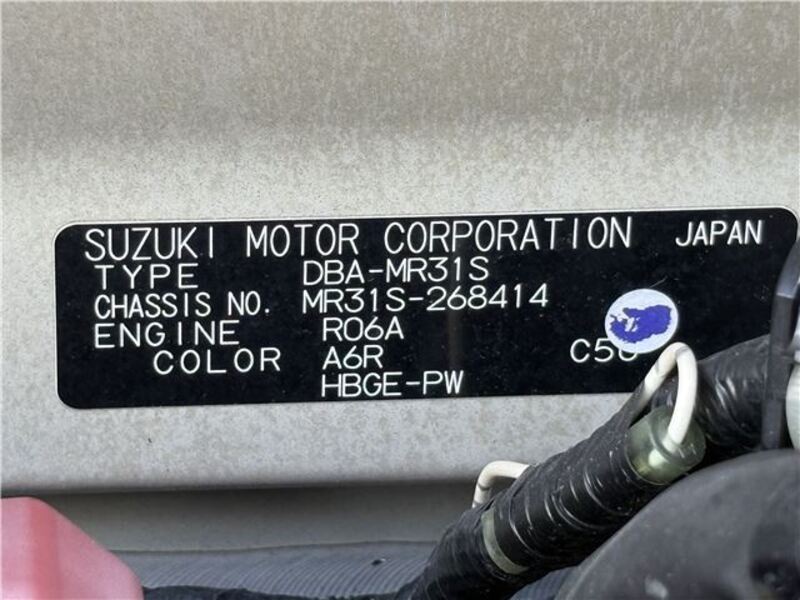 SUZUKI MOTOR CORPORATION JAPAN
TYPE DBA-MR31S
CHASSIS NO. MR31S-268414
ENGINE R06A
COLOR A6R
HBGE-PW